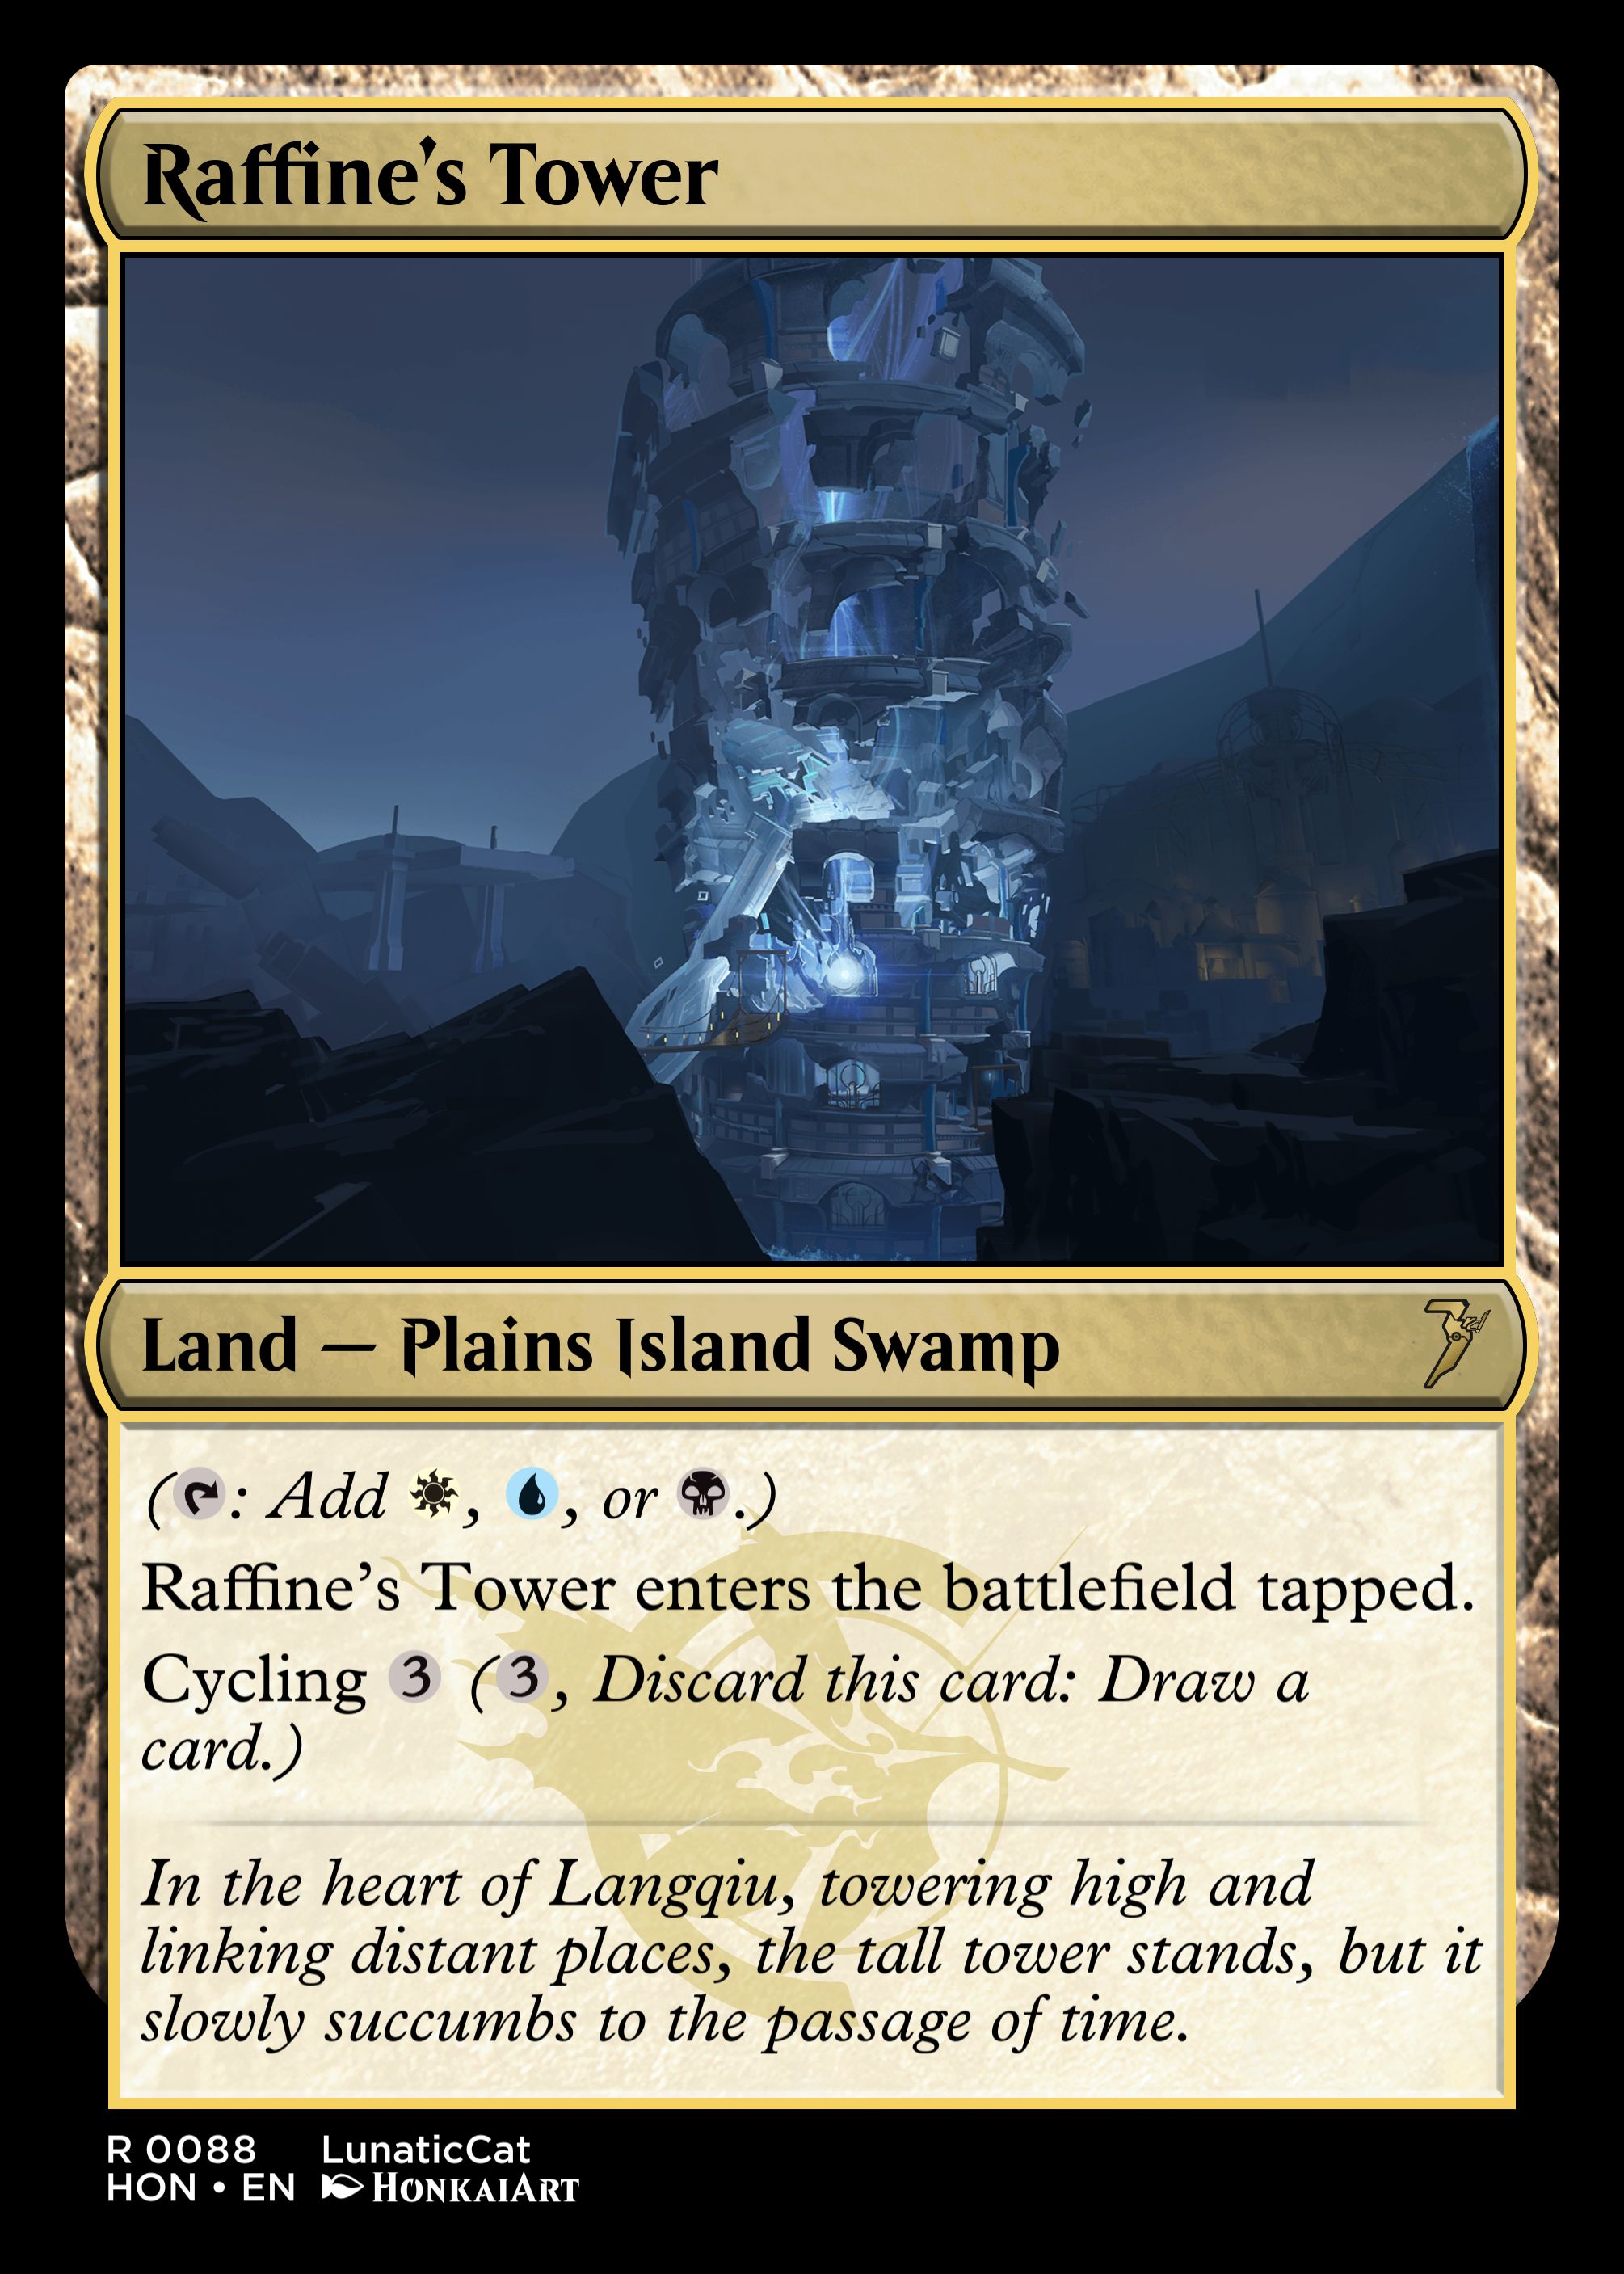 Raffine's Tower
Land — Plains Island Swamp
(: Add , , or .)
Raffine's Tower enters the battlefield tapped.
Cycling 3 (3, Discard this card: Draw a
card.)
In the heart of Langqiu, towering high and
linking distant places, the tall tower stands, but it
slowly succumbs to the passage of time.
R 0088 LunaticCat
HON • EN HONKAIART